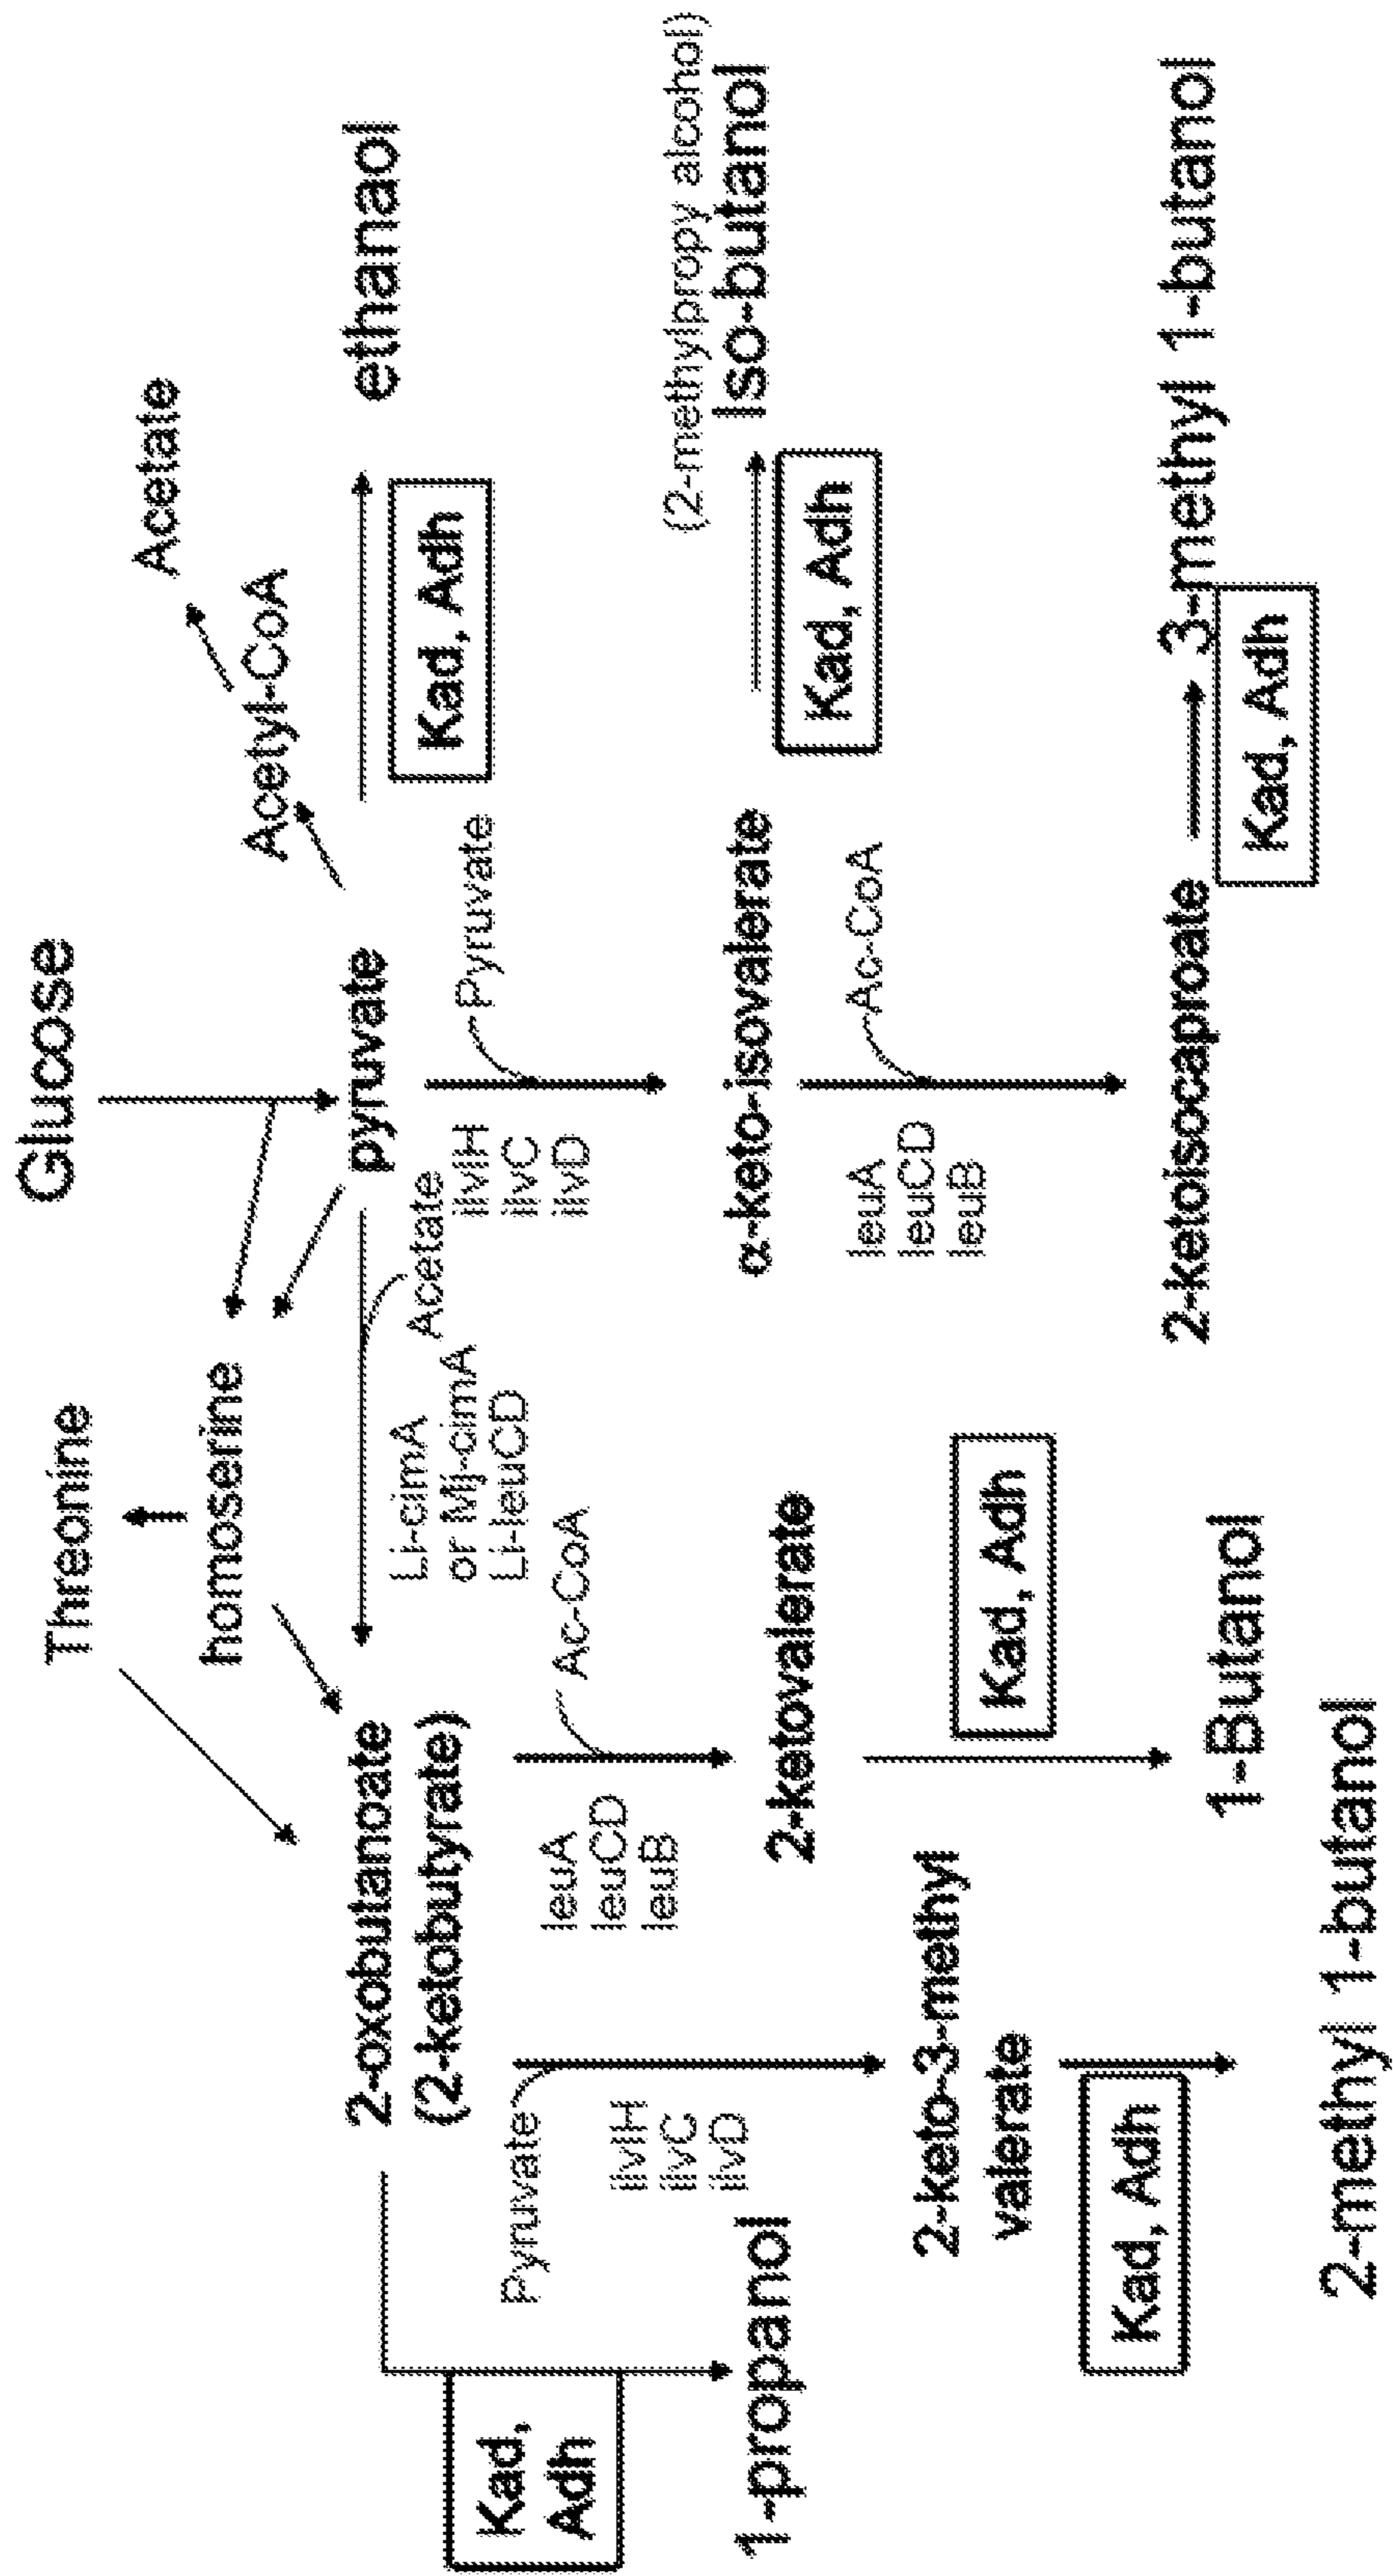 Glucose
Threonine
Acetate
homoserine
Acetyl-CoA
2-oxobutanoate
(2-ketobutyrate)
pyruvate
ethanaol
Li-cimA
or Mj-cimA
Li-leuCD
Acetate
Kad, Adh
Kad,
Adh
Pyruvate
ilvIH
ilvC
ilvD
leuA
leuCD
leuB
Ac-CoA
ilvIH
ilvC
ilvD
Pyruvate
1-propanol
2-ketovalerate
α-keto-isovalerate
(2-methylpropy alcohol)
Iso-butanol
Kad, Adh
2-keto-3-methyl
valerate
Kad, Adh
leuA
leuCD
leuB
Ac-CoA
Kad, Adh
1-Butanol
2-ketoisocaproate
3-methyl 1-butanol
Kad, Adh
2-methyl 1-butanol